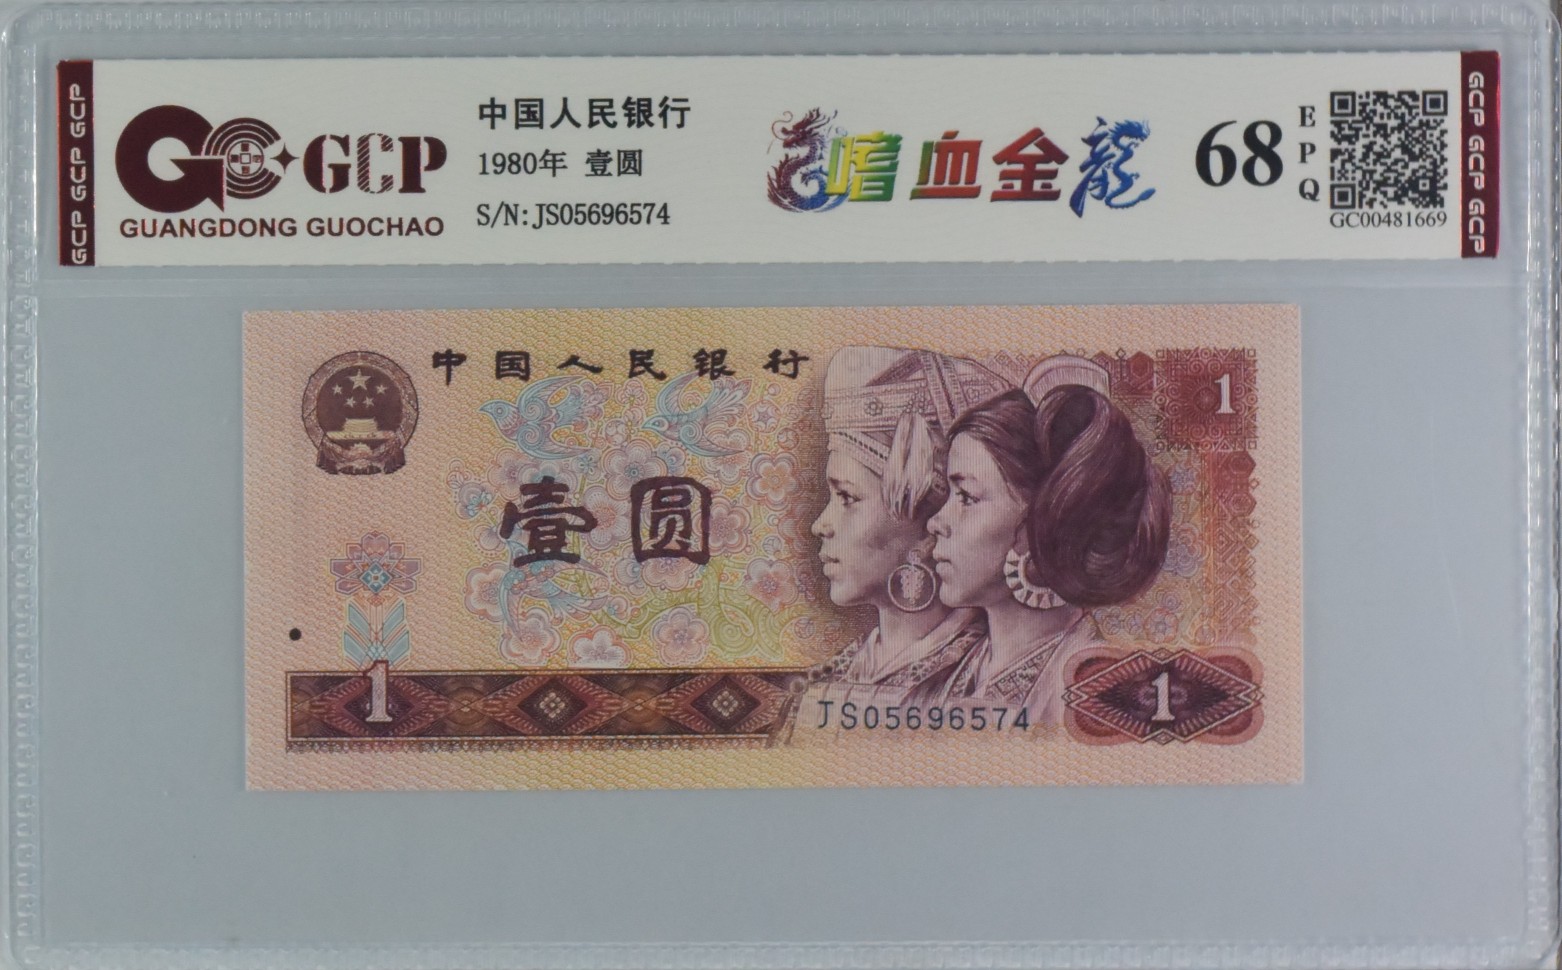 GCP GCP GCP
GCP
GUANGDONG GUOCHAO
中国人民银行
1980年 壹圆
S/N:JS05696574
嗜血金龍
68
EPQ
GC00481669
GCP GCP GCP
中国人民银行
1
壹圆
1
JS05696574
1